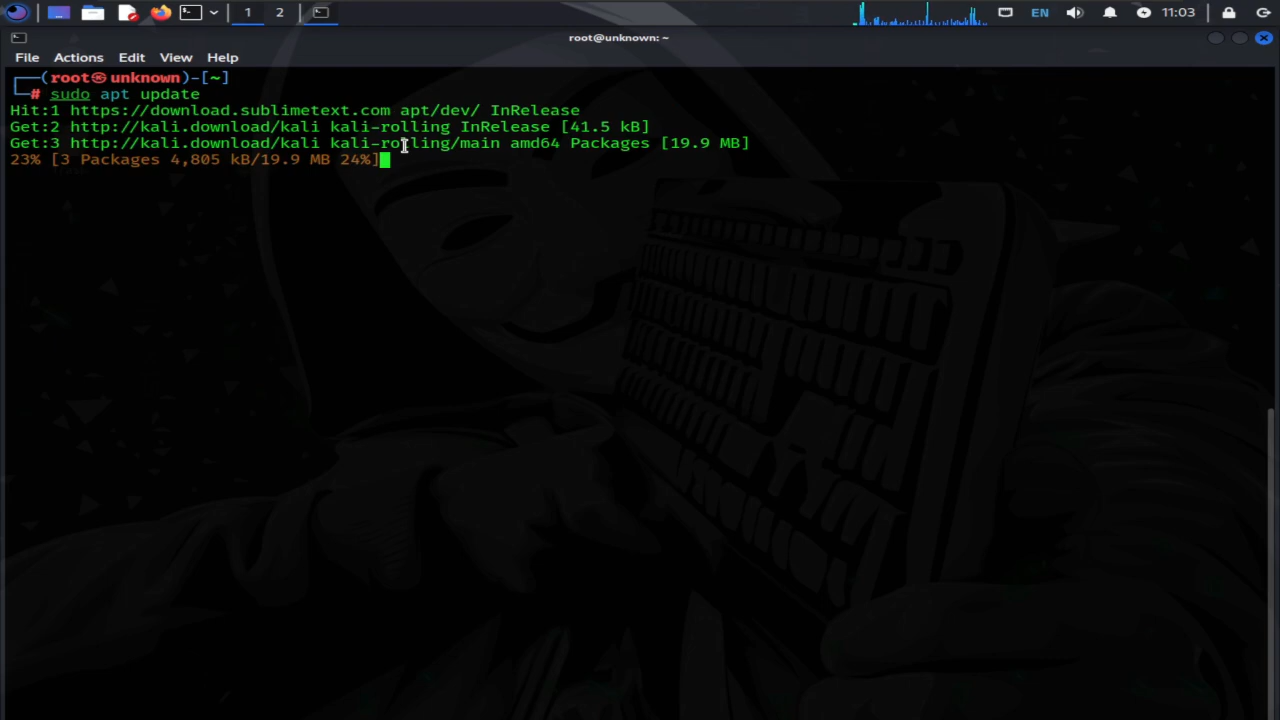 1 2 EN 11:03
root@unknown: ~
File Actions Edit View Help
┌──(root㉿unknown)-[~]
└─# sudo apt update
Hit:1 https://download.sublimetext.com apt/dev/ InRelease
Get:2 http://kali.download/kali kali-rolling InRelease [41.5 kB]
Get:3 http://kali.download/kali kali-rolling/main amd64 Packages [19.9 MB]
23% [3 Packages 4,805 kB/19.9 MB 24%]